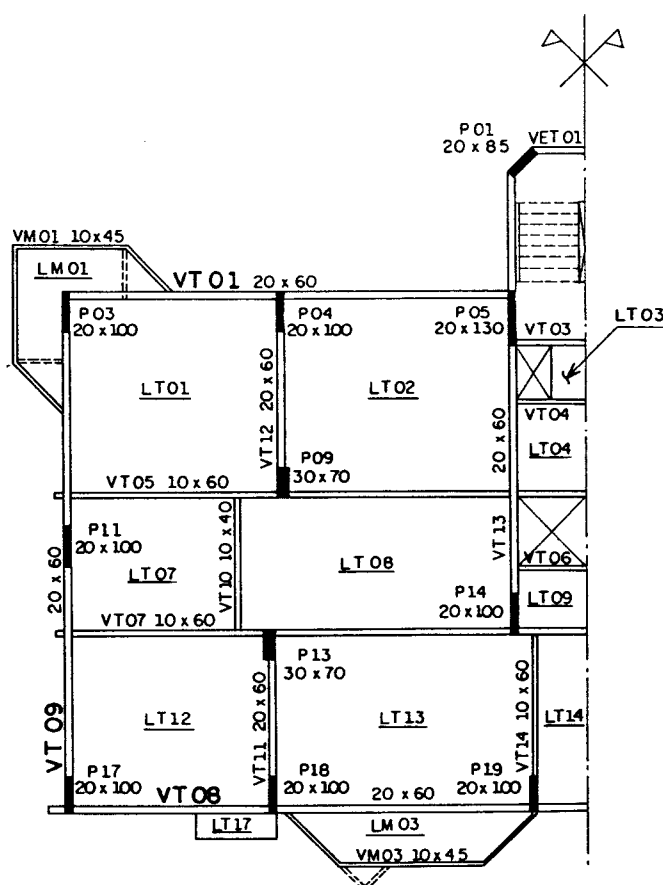 P01
20 x 85
VET01
VM01 10x45
LM01
VT01 20 x 60
P03
20 x 100
P04
20 x 100
P05
20 x 130
LT03
VT03
LT01
VT12 20 x 60
LT02
20 x 60
VT04
LT04
P09
30 x 70
VT05 10 x 60
VT13
P11
20 x 100
20 x 60
LT07
VT10 10 x 40
LT08
VT06
P14
20 x 100
LT09
VT07 10 x 60
P13
30 x 70
VT09
LT12
VT11 20 x 60
LT13
VT14 10 x 60
LT14
P17
20 x 100
P18
20 x 100
P19
20 x 100
VT08
20 x 60
LT17
LM03
VM03 10x45